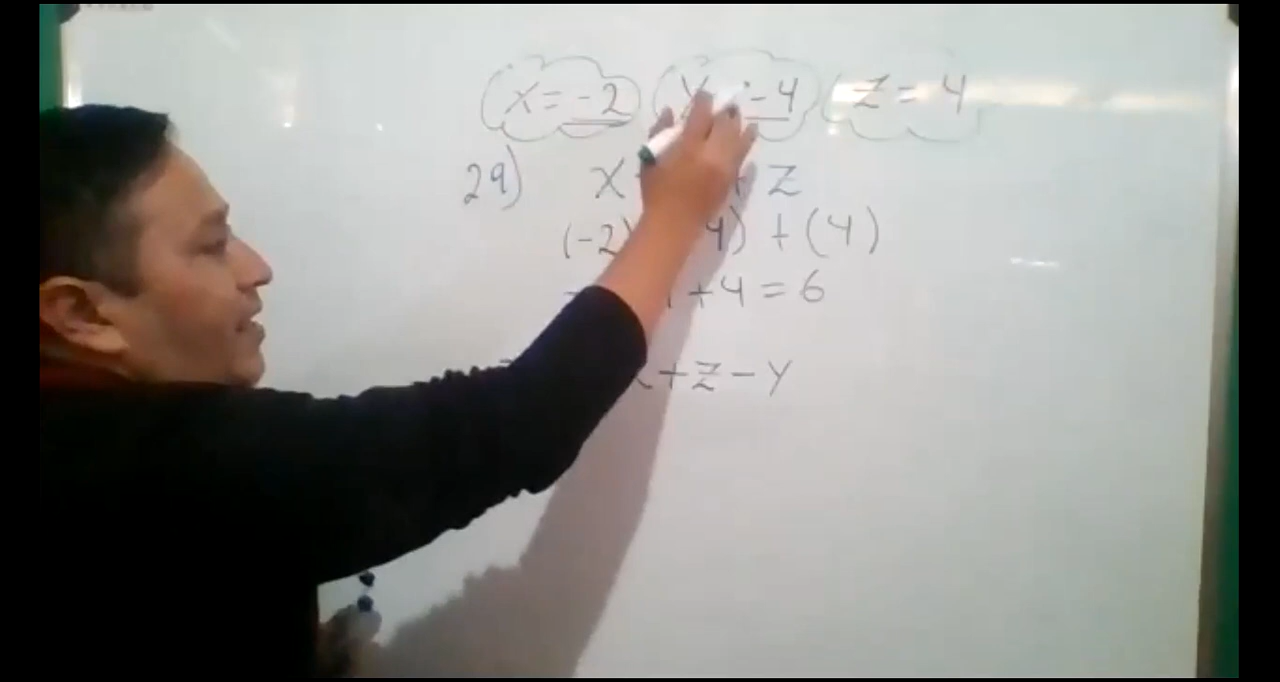 x = -2 y = -4 z = 4
29) x + z
(-2) 4) + (4)
+ 4 = 6
x + z - y